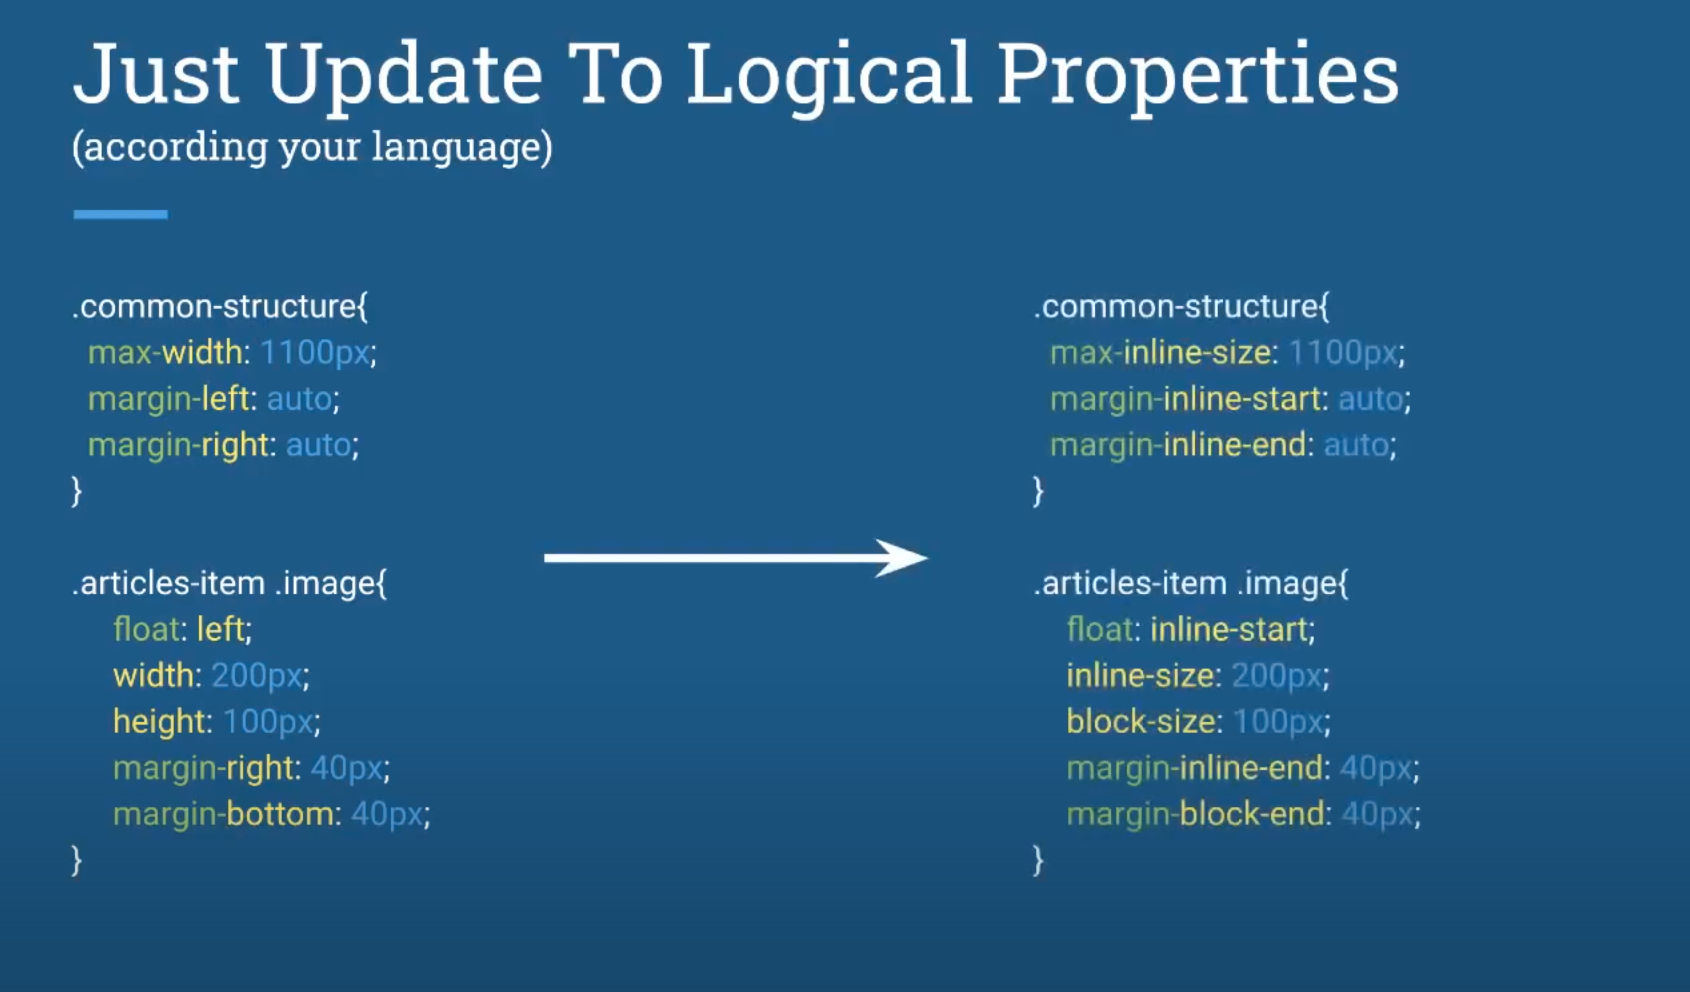 Just Update To Logical Properties
(according your language)
.common-structure{
max-width: 1100px;
margin-left: auto;
margin-right: auto;
}
.articles-item .image{
float: left;
width: 200px;
height: 100px;
margin-right: 40px;
margin-bottom: 40px;
}
.common-structure{
max-inline-size: 1100px;
margin-inline-start: auto;
margin-inline-end: auto;
}
.articles-item .image{
float: inline-start;
inline-size: 200px;
block-size: 100px;
margin-inline-end: 40px;
margin-block-end: 40px;
}